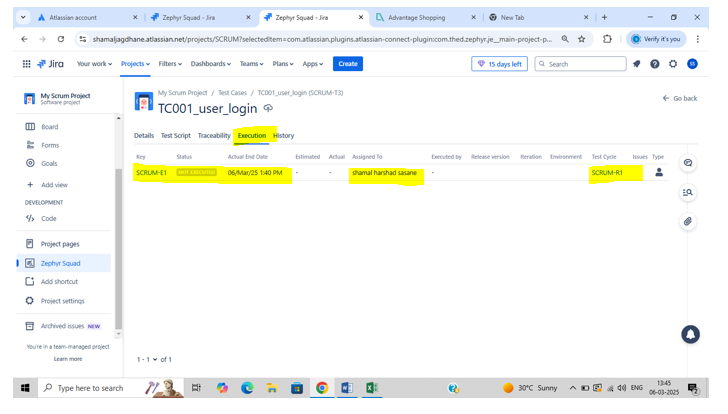 Atlassian account
Zephyr Squad - Jira
Zephyr Squad - Jira
Advantage Shopping
New Tab
shamaljagdhane.atlassian.net/projects/SCRUM?selectedItem=com.atlassian.plugins.atlassian-connect-plugin:com.thed.zephyr.je__main-project-p...
Verify it's you
Jira
Your work
Projects
Filters
Dashboards
Teams
Plans
Apps
Create
15 days left
Search
SS
My Scrum Project
Software project
Board
Forms
Goals
Add view
DEVELOPMENT
Code
Project pages
Zephyr Squad
Add shortcut
Project settings
Archived issues NEW
You're in a team-managed project
Learn more
My Scrum Project / Test Cases / TC001_user_login (SCRUM-T3)
TC001_user_login
Go back
Details Test Script Traceability Execution History
Key Status Actual End Date Estimated Actual Assigned To Executed by Release version Iteration Environment Test Cycle Issues Type
SCRUM-E1 NOT EXECUTED 06/Mar/25 1:40 PM - - shamal harshad sasane - SCRUM-R1
1 - 1 of 1
Type here to search
30°C Sunny
ENG
13:45
06-03-2025
2